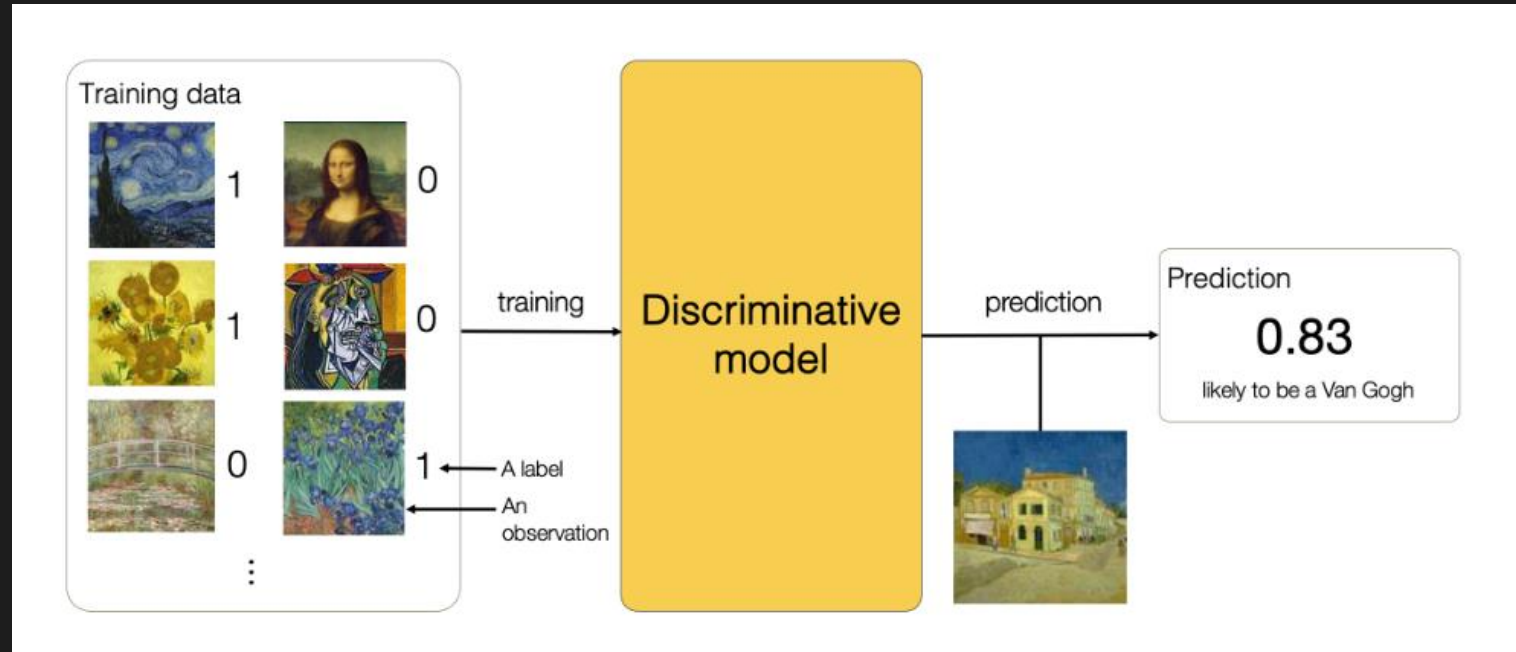 Training data
1
0
1
0
0
1
A label
An
observation
⋮
training
Discriminative
model
prediction
Prediction
0.83
likely to be a Van Gogh